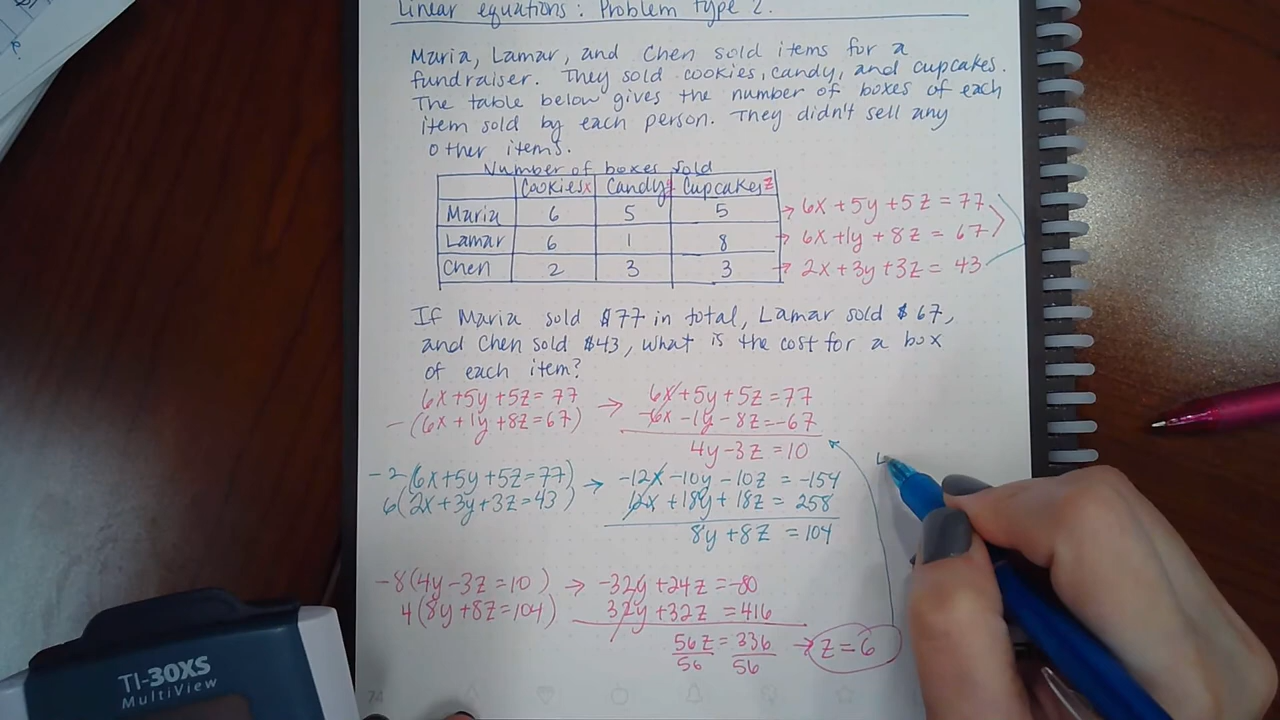 Linear equations: Problem type 2.
Maria, Lamar, and Chen sold items for a
fundraiser. They sold cookies, candy, and cupcakes.
The table below gives the number of boxes of each
item sold by each person. They didn't sell any
other items.
Number of boxes sold
Cookies x Candy y Cupcakes z
Maria 6 5 5 → 6x+5y+5z=77
Lamar 6 1 8 → 6x+1y+8z=67
Chen 2 3 3 → 2x+3y+3z=43
If Maria sold $77 in total, Lamar sold $67,
and Chen sold $43, what is the cost for a box
of each item?
6x+5y+5z=77 → 6x+5y+5z=77
-(6x+1y+8z=67) -6x-1y-8z=-67
4y-3z=10
-2(6x+5y+5z=77) → -12x-10y-10z=-154
6(2x+3y+3z=43) 12x+18y+18z=258
8y+8z=104
-8(4y-3z=10) → -32y+24z=-80
4(8y+8z=104) 32y+32z=416
56z=336 → z=6
56 56
TI-30XS
MultiView